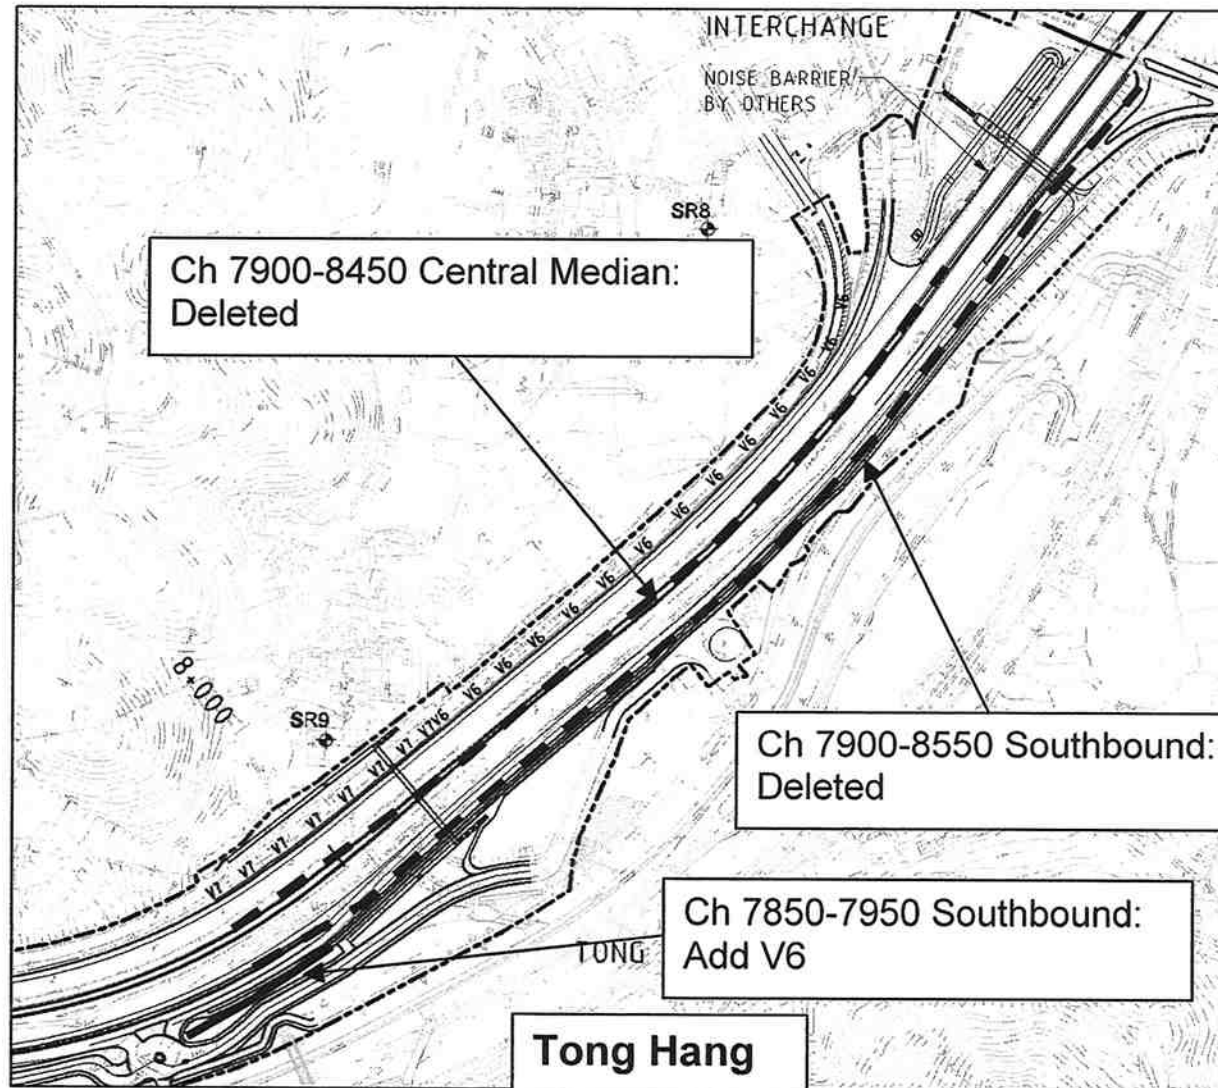 INTERCHANGE
NOISE BARRIER
BY OTHERS
SR8
Ch 7900-8450 Central Median:
Deleted
V6
V6
V6
V6
V6
V6
V6
V6
V6
V6
V6
V6
V6
8+000
V6
V7
V7
SR9
V7
V7
V7
V7
V7
V7
Ch 7900-8550 Southbound:
Deleted
Ch 7850-7950 Southbound:
Add V6
TONG
Tong Hang